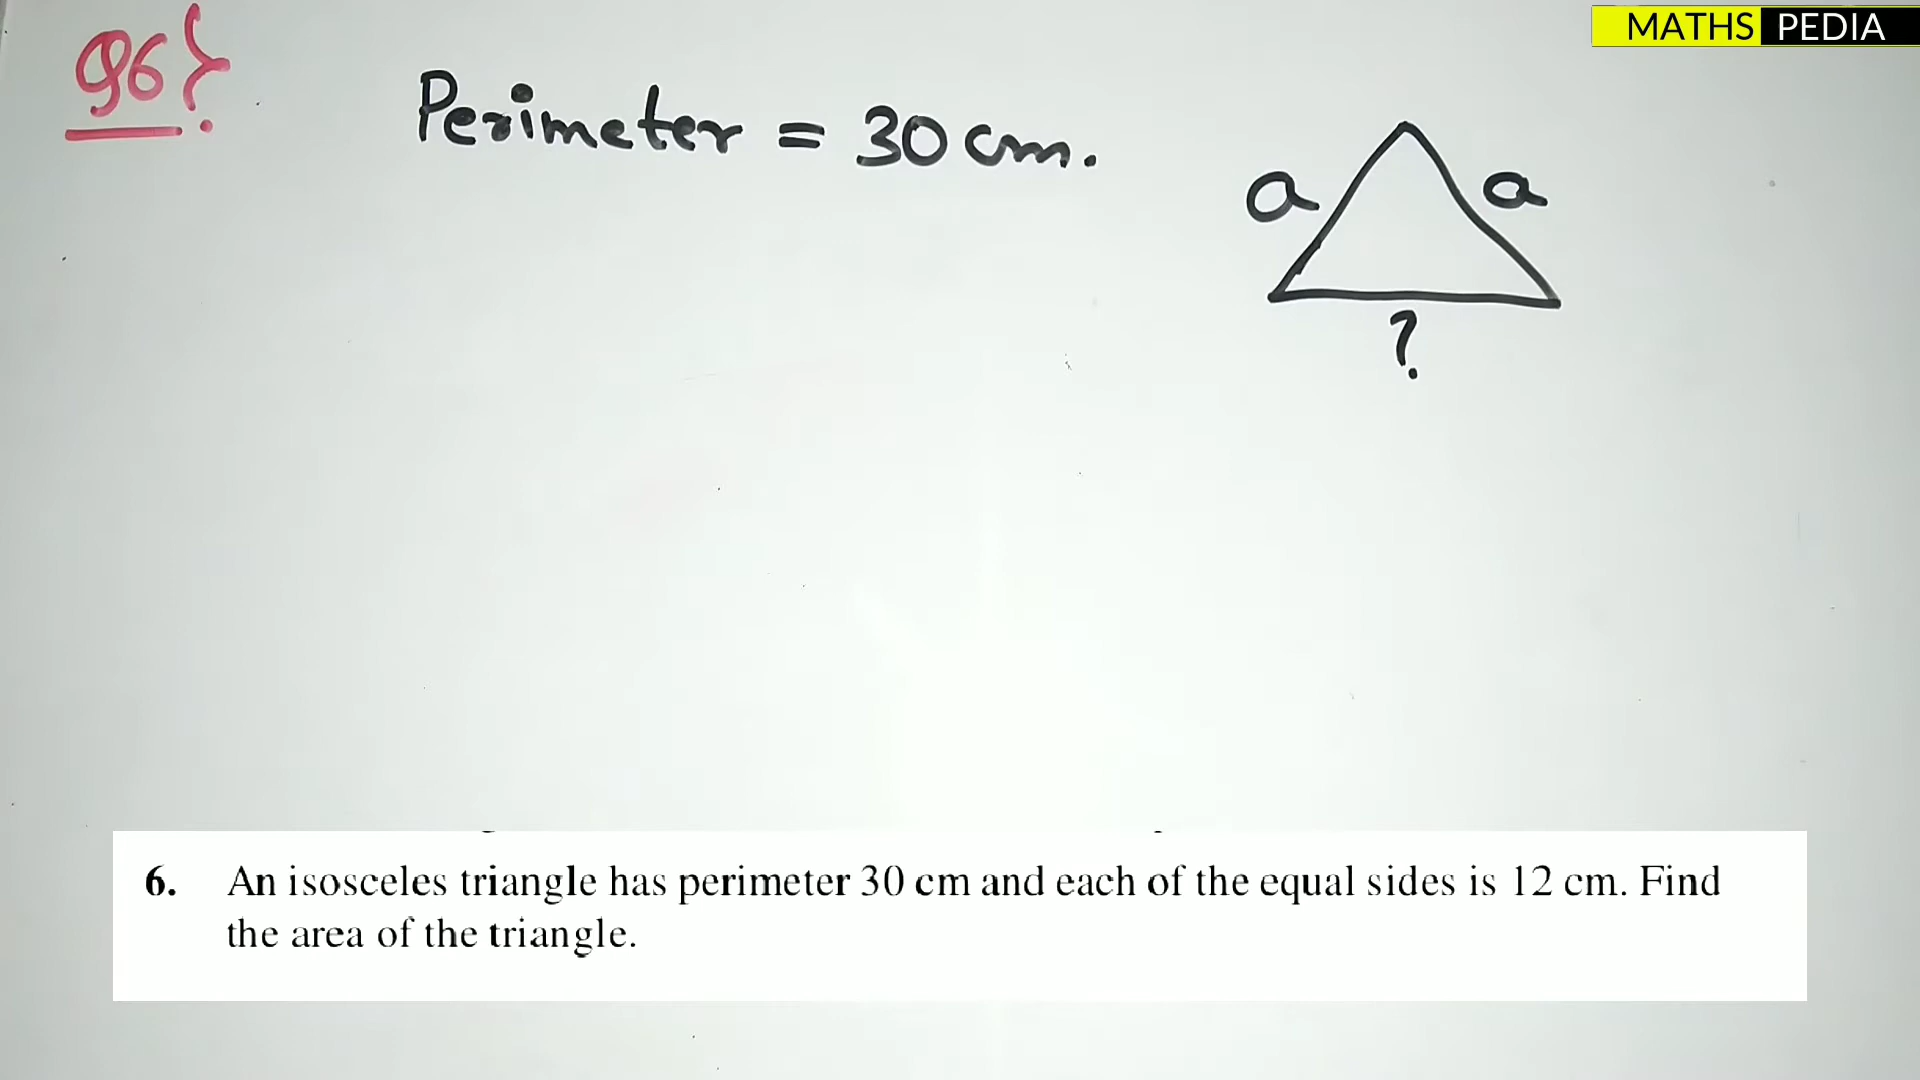 Q6}.
MATHS PEDIA
Perimeter = 30 cm.
a a
?
6. An isosceles triangle has perimeter 30 cm and each of the equal sides is 12 cm. Find
the area of the triangle.